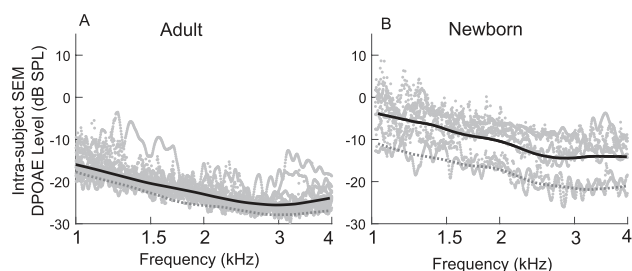 A
Adult
B
Newborn
Intra-subject SEM
DPOAE Level (dB SPL)
10
0
-10
-20
-30
1
1.5
2
3
4
Frequency (kHz)
10
0
-10
-20
-30
1
1.5
2
3
4
Frequency (kHz)